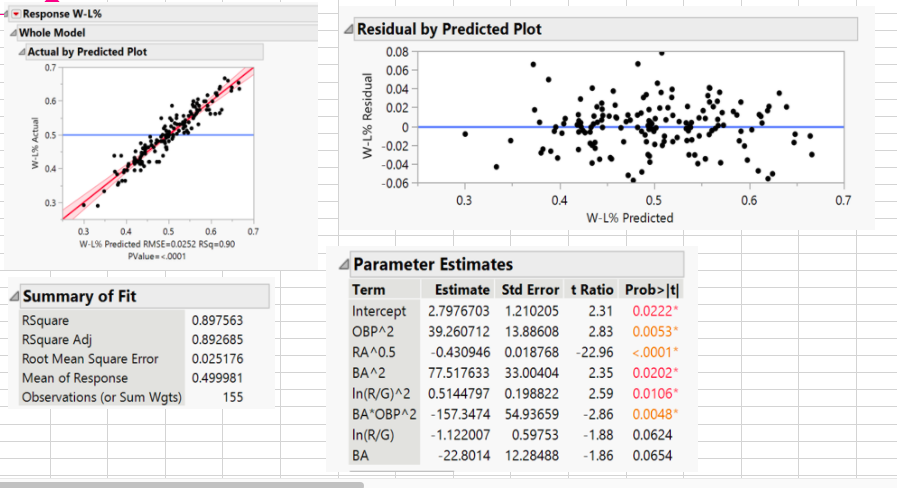 Response W-L%
Whole Model
Actual by Predicted Plot
0.7
0.6
0.5
0.4
0.3
W-L% Actual
0.3 0.4 0.5 0.6 0.7
W-L% Predicted RMSE=0.0252 RSq=0.90
PValue=<.0001
Residual by Predicted Plot
0.08
0.06
0.04
0.02
0
-0.02
-0.04
-0.06
W-L% Residual
0.3 0.4 0.5 0.6 0.7
W-L% Predicted
Summary of Fit
RSquare 0.897563
RSquare Adj 0.892685
Root Mean Square Error 0.025176
Mean of Response 0.499981
Observations (or Sum Wgts) 155
Parameter Estimates
Term Estimate Std Error t Ratio Prob>|t|
Intercept 2.7976703 1.210205 2.31 0.0222*
OBP^2 39.260712 13.88608 2.83 0.0053*
RA^0.5 -0.430946 0.018768 -22.96 <.0001*
BA^2 77.517633 33.00404 2.35 0.0202*
ln(R/G)^2 0.5144797 0.198822 2.59 0.0106*
BA*OBP^2 -157.3474 54.93659 -2.86 0.0048*
ln(R/G) -1.122007 0.59753 -1.88 0.0624
BA -22.8014 12.28488 -1.86 0.0654